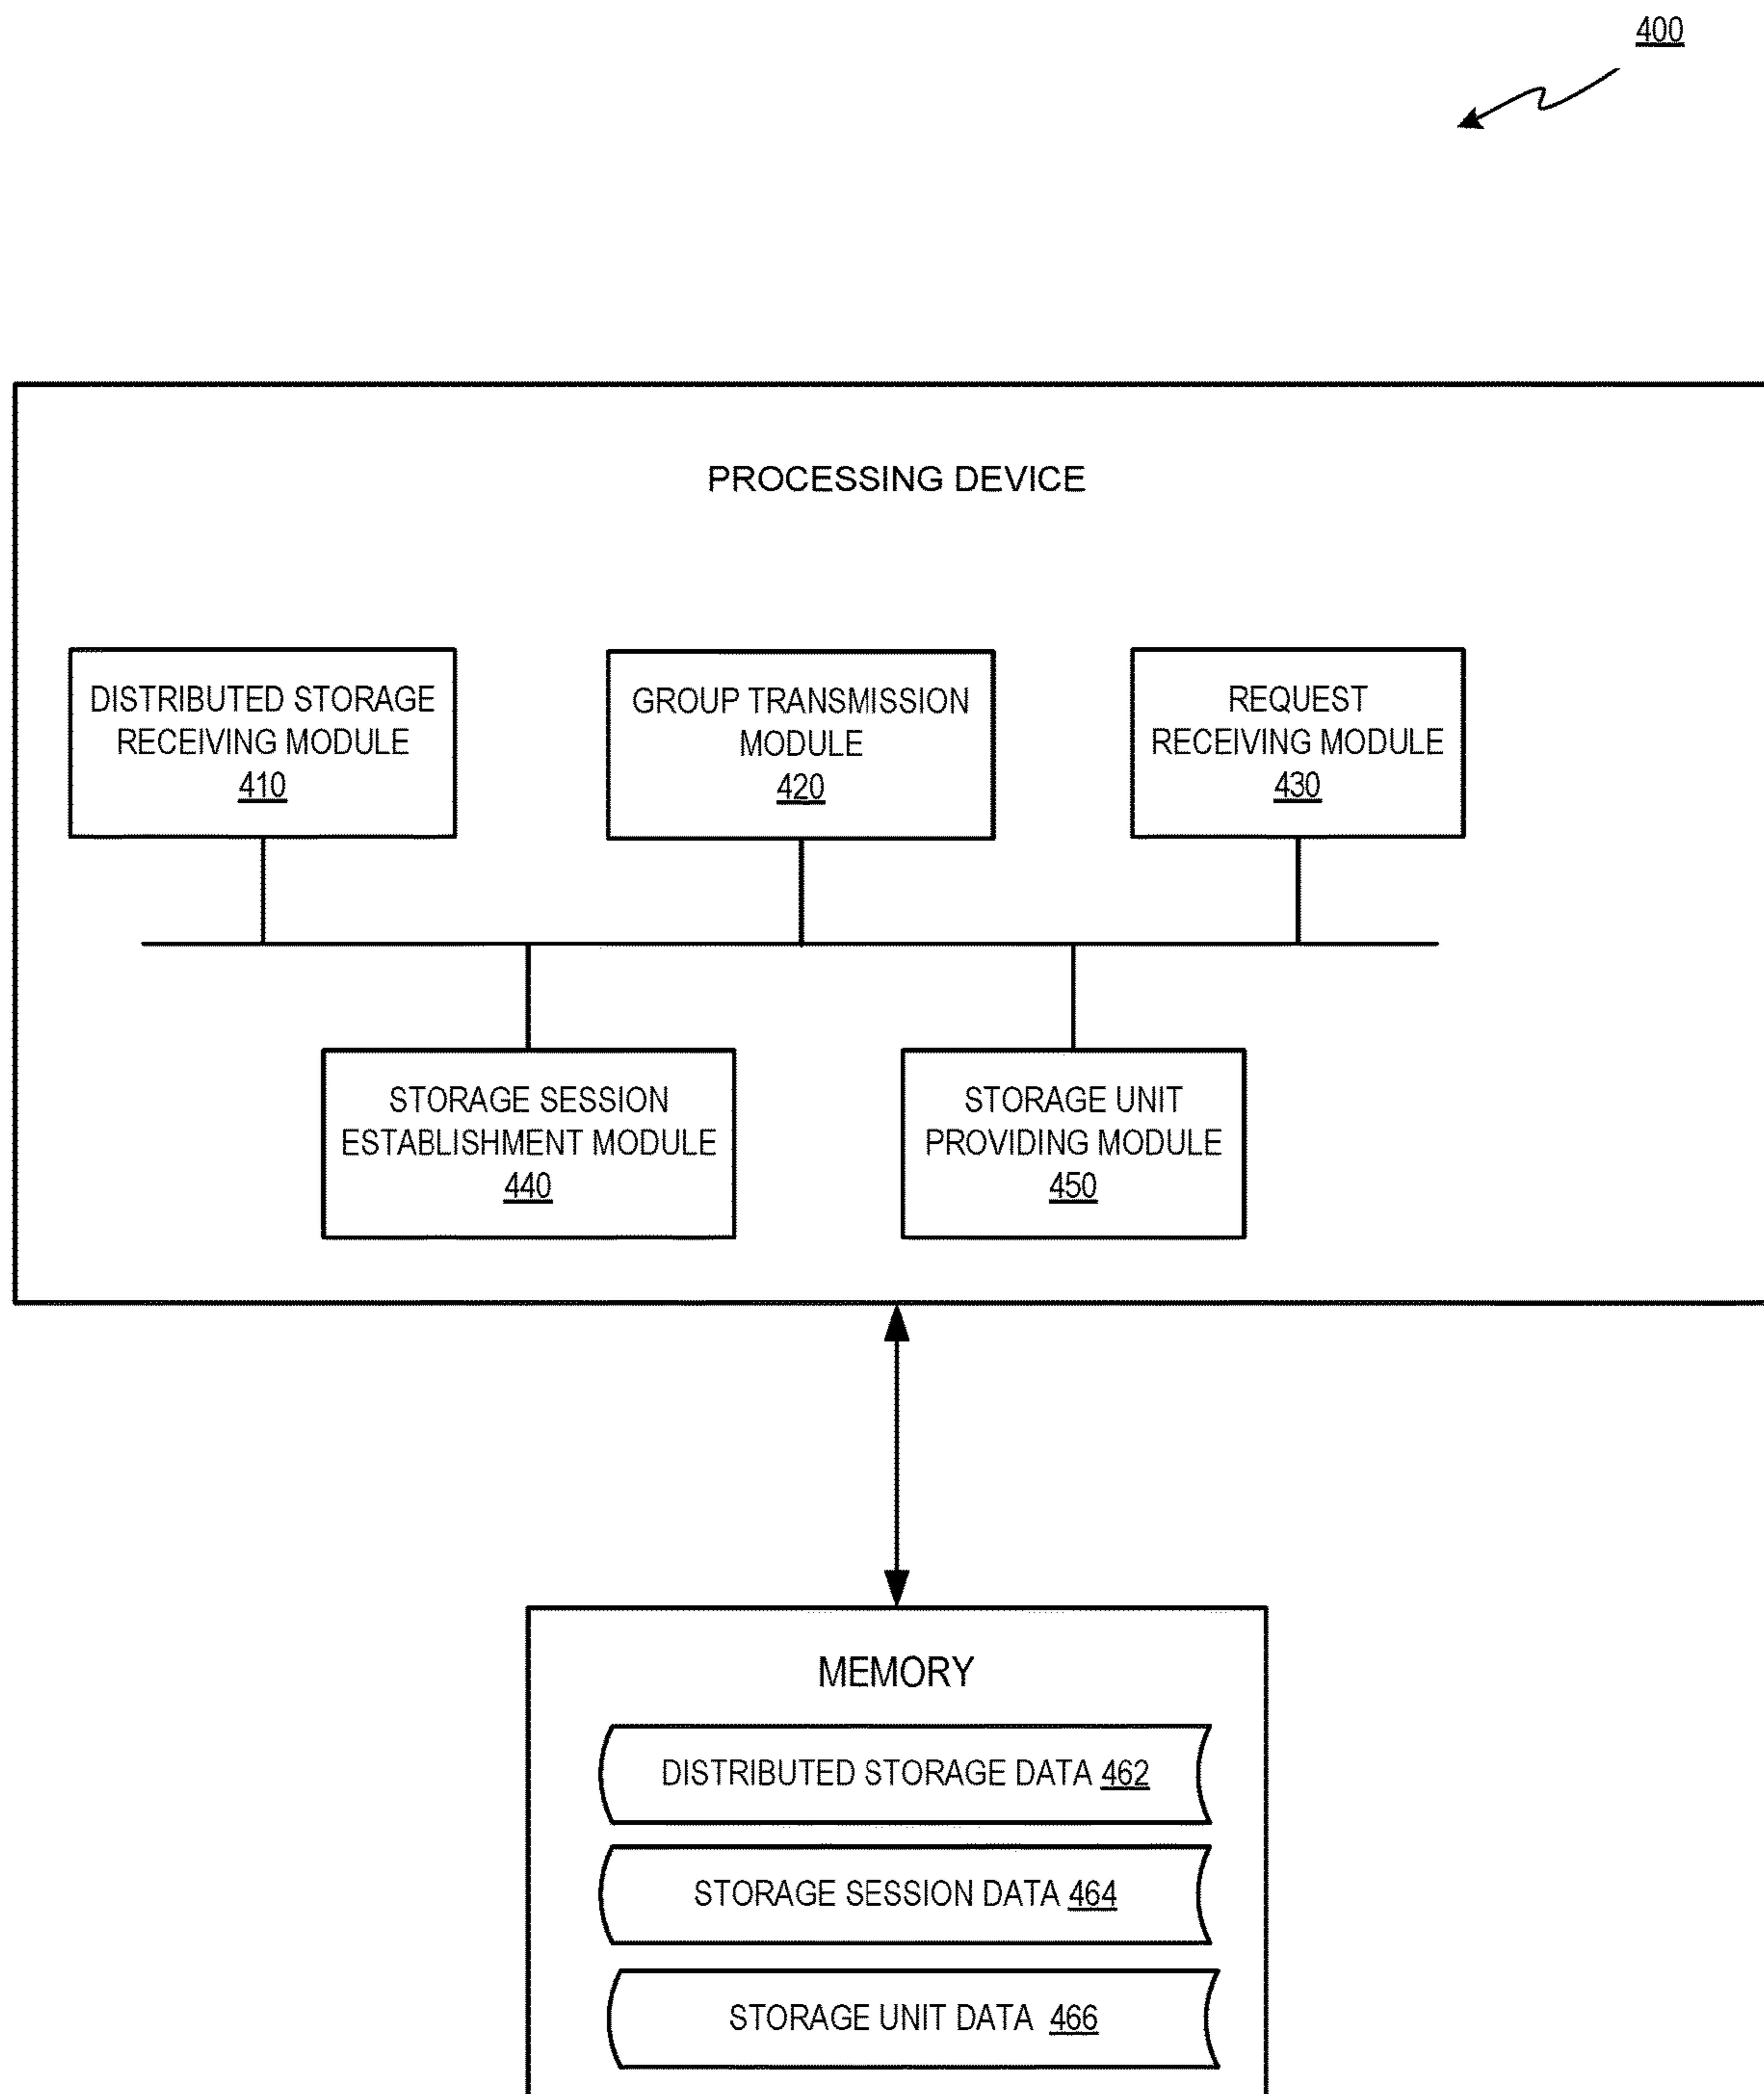 400
PROCESSING DEVICE
DISTRIBUTED STORAGE
RECEIVING MODULE
410
GROUP TRANSMISSION
MODULE
420
REQUEST
RECEIVING MODULE
430
STORAGE SESSION
ESTABLISHMENT MODULE
440
STORAGE UNIT
PROVIDING MODULE
450
MEMORY
DISTRIBUTED STORAGE DATA 462
STORAGE SESSION DATA 464
STORAGE UNIT DATA 466